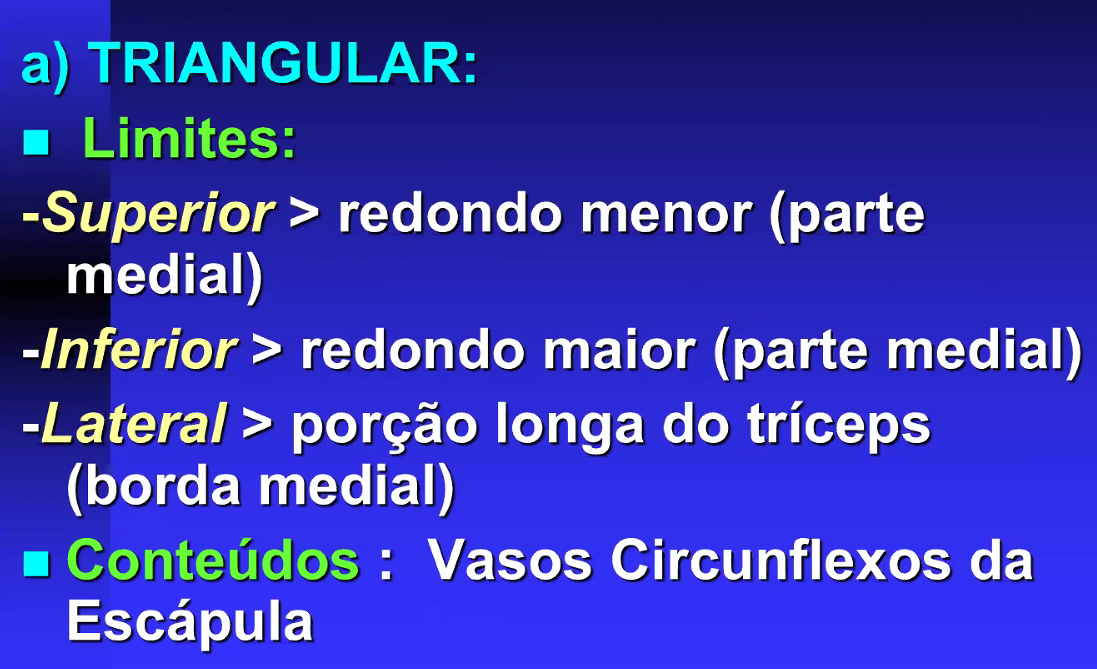 a) TRIANGULAR:
Limites:
-Superior > redondo menor (parte
medial)
-Inferior > redondo maior (parte medial)
-Lateral > porção longa do tríceps
(borda medial)
Conteúdos : Vasos Circunflexos da
Escápula